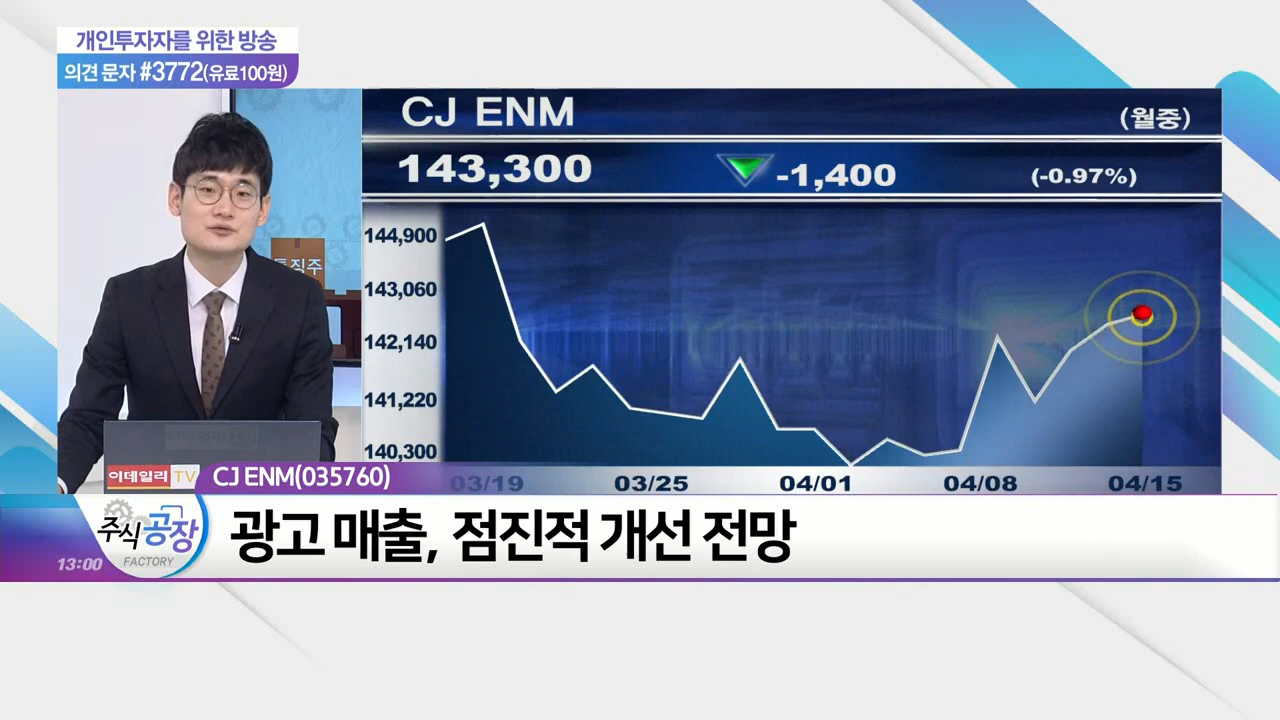 개인투자자를 위한 방송
의견 문자 #3772(유료100원)
CJ ENM
(월중)
143,300
-1,400
(-0.97%)
144,900
143,060
142,140
141,220
140,300
03/19
03/25
04/01
04/08
04/15
특징주
이데일리 TV
CJ ENM(035760)
주식공장
FACTORY
13:00
광고 매출, 점진적 개선 전망